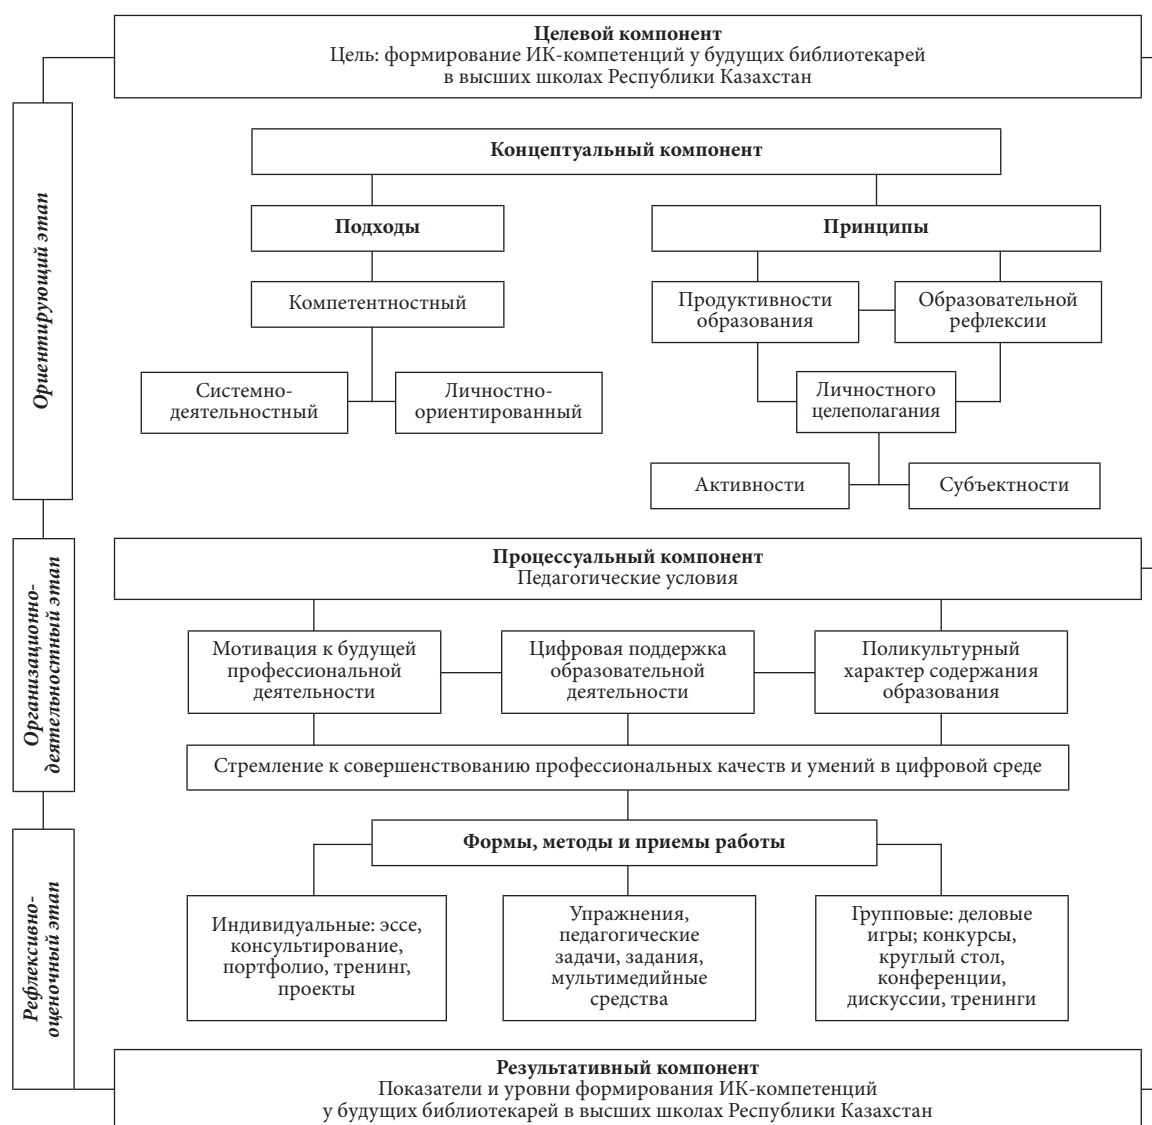 Целевой компонент
Цель: формирование ИК-компетенций у будущих библиотекарей
в высших школах Республики Казахстан
Ориентирующий этап
Концептуальный компонент
Подходы
Принципы
Компетентностный
Продуктивности
образования
Образовательной
рефлексии
Системно-
деятельностный
Личностно-
ориентированный
Личностного
целеполагания
Активности
Субъектности
Организационно-
деятельностный этап
Процессуальный компонент
Педагогические условия
Мотивация к будущей
профессиональной
деятельности
Цифровая поддержка
образовательной
деятельности
Поликультурный
характер содержания
образования
Стремление к совершенствованию профессиональных качеств и умений в цифровой среде
Рефлексивно-
оценочный этап
Формы, методы и приемы работы
Индивидуальные: эссе,
консультирование,
портфолио, тренинг,
проекты
Упражнения,
педагогические
задачи, задания,
мультимедийные
средства
Групповые: деловые
игры; конкурсы,
круглый стол,
конференции,
дискуссии, тренинги
Результативный компонент
Показатели и уровни формирования ИК-компетенций
у будущих библиотекарей в высших школах Республики Казахстан